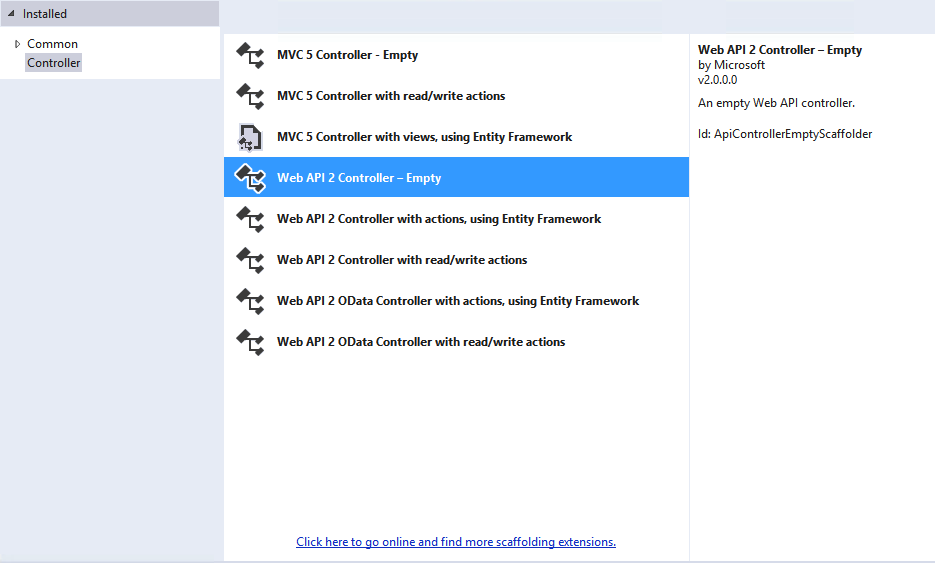 Installed
Common
Controller
MVC 5 Controller - Empty
MVC 5 Controller with read/write actions
MVC 5 Controller with views, using Entity Framework
Web API 2 Controller – Empty
Web API 2 Controller with actions, using Entity Framework
Web API 2 Controller with read/write actions
Web API 2 OData Controller with actions, using Entity Framework
Web API 2 OData Controller with read/write actions
Click here to go online and find more scaffolding extensions.
Web API 2 Controller – Empty
by Microsoft
v2.0.0.0
An empty Web API controller.
Id: ApiControllerEmptyScaffolder